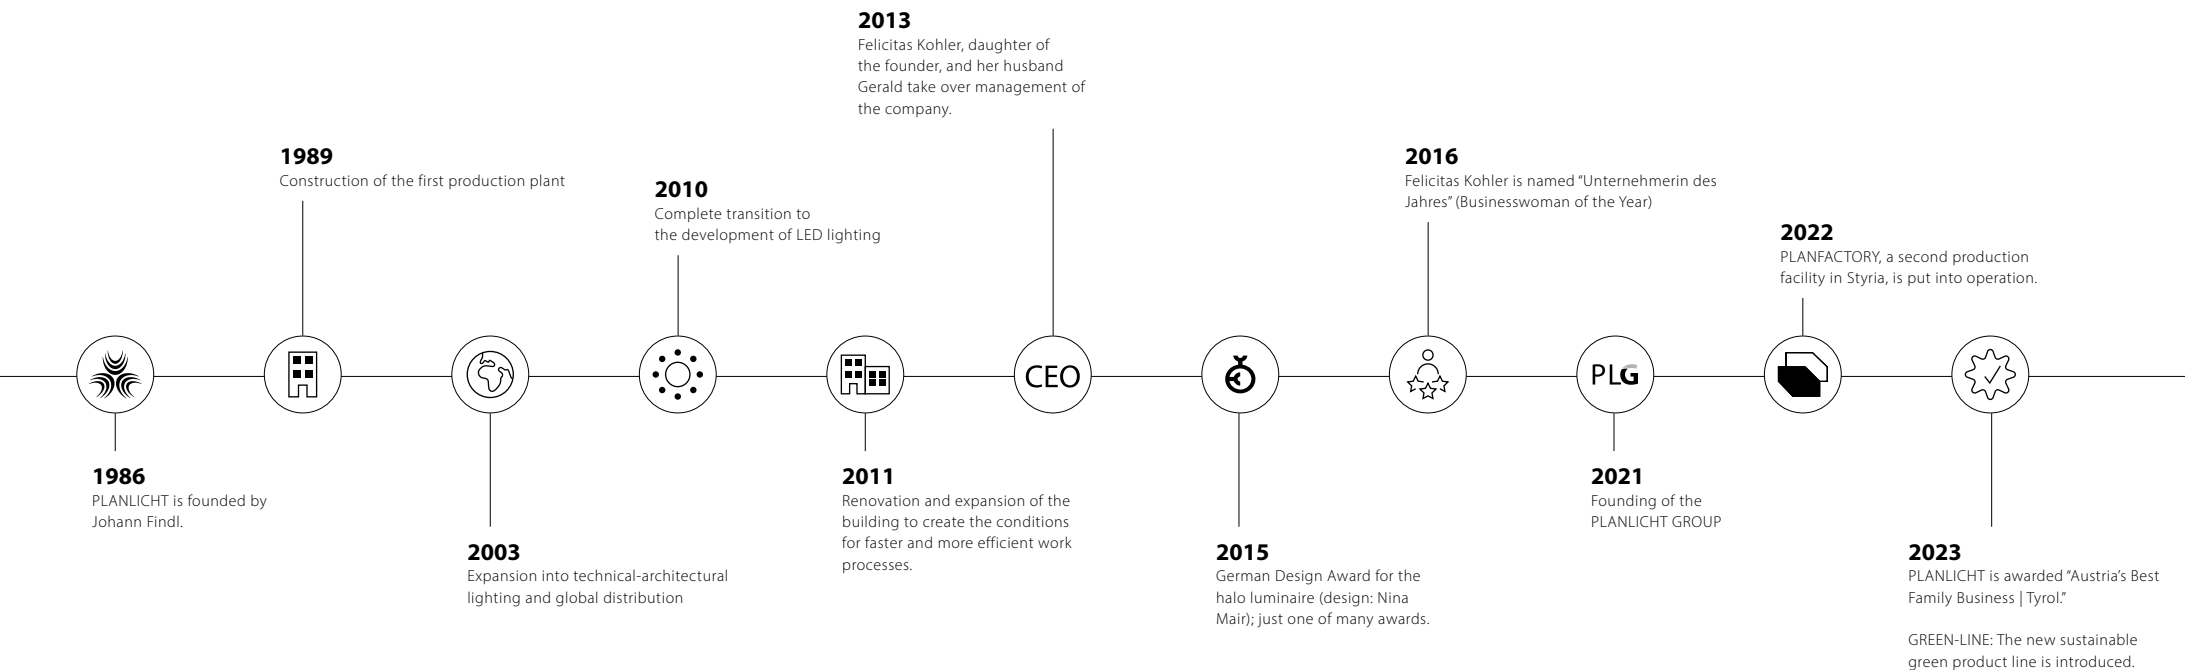 1986
PLANLICHT is founded by
Johann Findl.
1989
Construction of the first production plant
2003
Expansion into technical-architectural
lighting and global distribution
2010
Complete transition to
the development of LED lighting
2011
Renovation and expansion of the
building to create the conditions
for faster and more efficient work
processes.
2013
Felicitas Kohler, daughter of
the founder, and her husband
Gerald take over management of
the company.
CEO
2015
German Design Award for the
halo luminaire (design: Nina
Mair); just one of many awards.
2016
Felicitas Kohler is named “Unternehmerin des
Jahres” (Businesswoman of the Year)
PLG
2021
Founding of the
PLANLICHT GROUP
2022
PLANFACTORY, a second production
facility in Styria, is put into operation.
2023
PLANLICHT is awarded “Austria’s Best
Family Business | Tyrol.”
GREEN-LINE: The new sustainable
green product line is introduced.